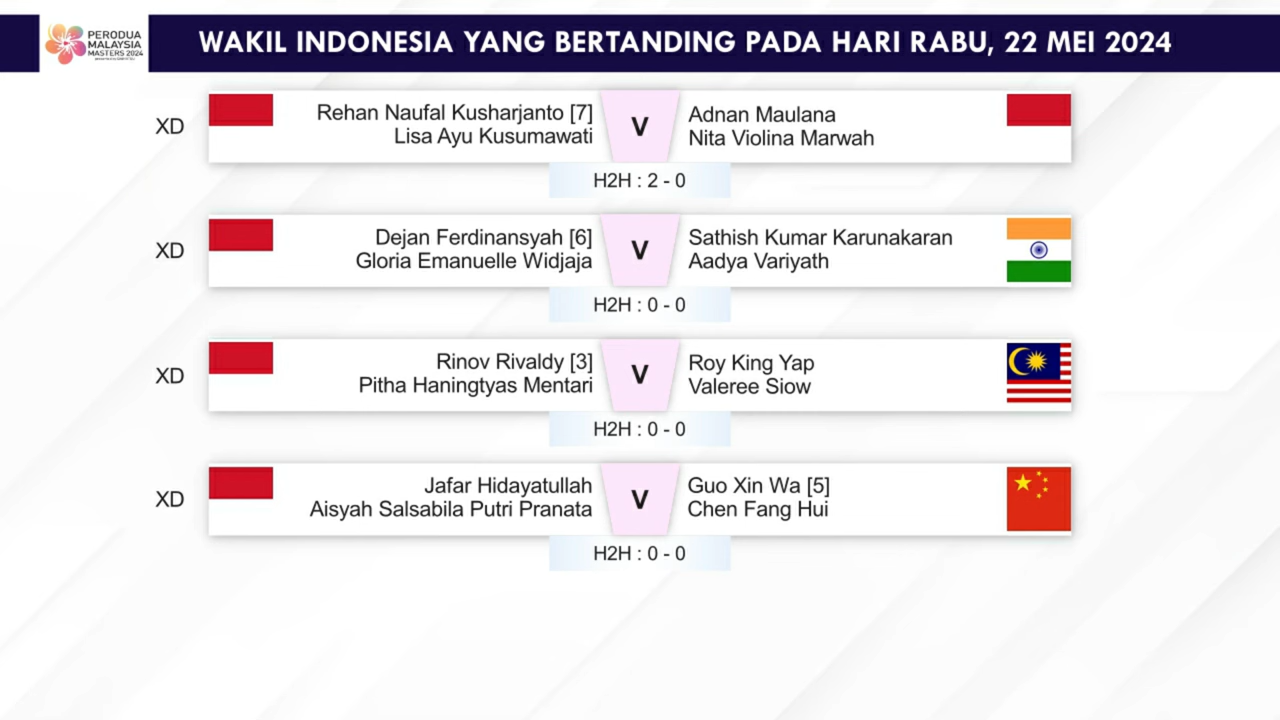 PERODUA
MALAYSIA
MASTERS 2024
WAKIL INDONESIA YANG BERTANDING PADA HARI RABU, 22 MEI 2024
XD
Rehan Naufal Kusharjanto [7]
Lisa Ayu Kusumawati
V
Adnan Maulana
Nita Violina Marwah
H2H : 2 - 0
XD
Dejan Ferdinansyah [6]
Gloria Emanuelle Widjaja
V
Sathish Kumar Karunakaran
Aadya Variyath
H2H : 0 - 0
XD
Rinov Rivaldy [3]
Pitha Haningtyas Mentari
V
Roy King Yap
Valeree Siow
H2H : 0 - 0
XD
Jafar Hidayatullah
Aisyah Salsabila Putri Pranata
V
Guo Xin Wa [5]
Chen Fang Hui
H2H : 0 - 0